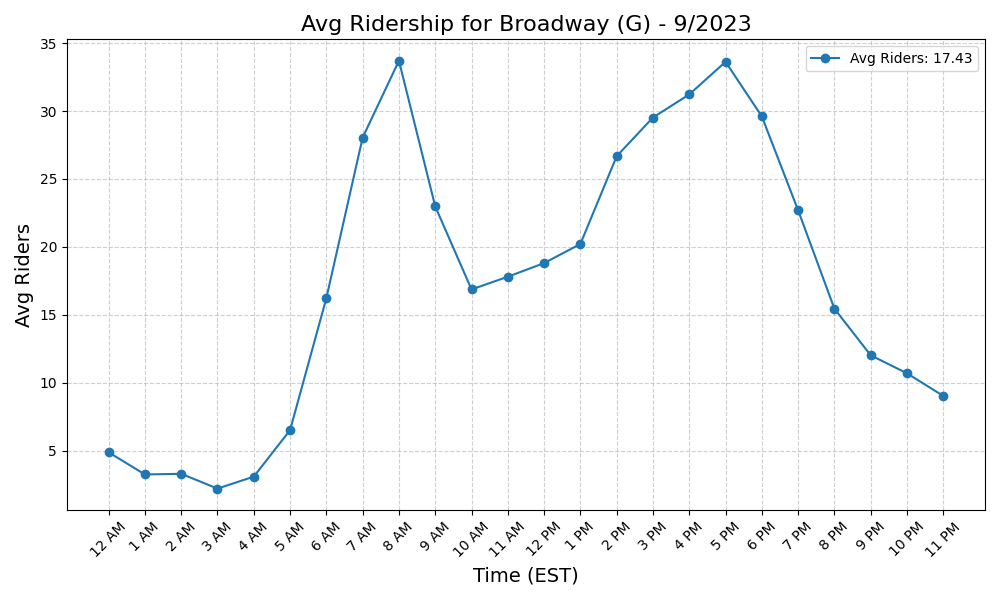 Avg Ridership for Broadway (G) - 9/2023
Avg Riders: 17.43
Avg Riders
35
30
25
20
15
10
5
12 AM
1 AM
2 AM
3 AM
4 AM
5 AM
6 AM
7 AM
8 AM
9 AM
10 AM
11 AM
12 PM
1 PM
2 PM
3 PM
4 PM
5 PM
6 PM
7 PM
8 PM
9 PM
10 PM
11 PM
Time (EST)